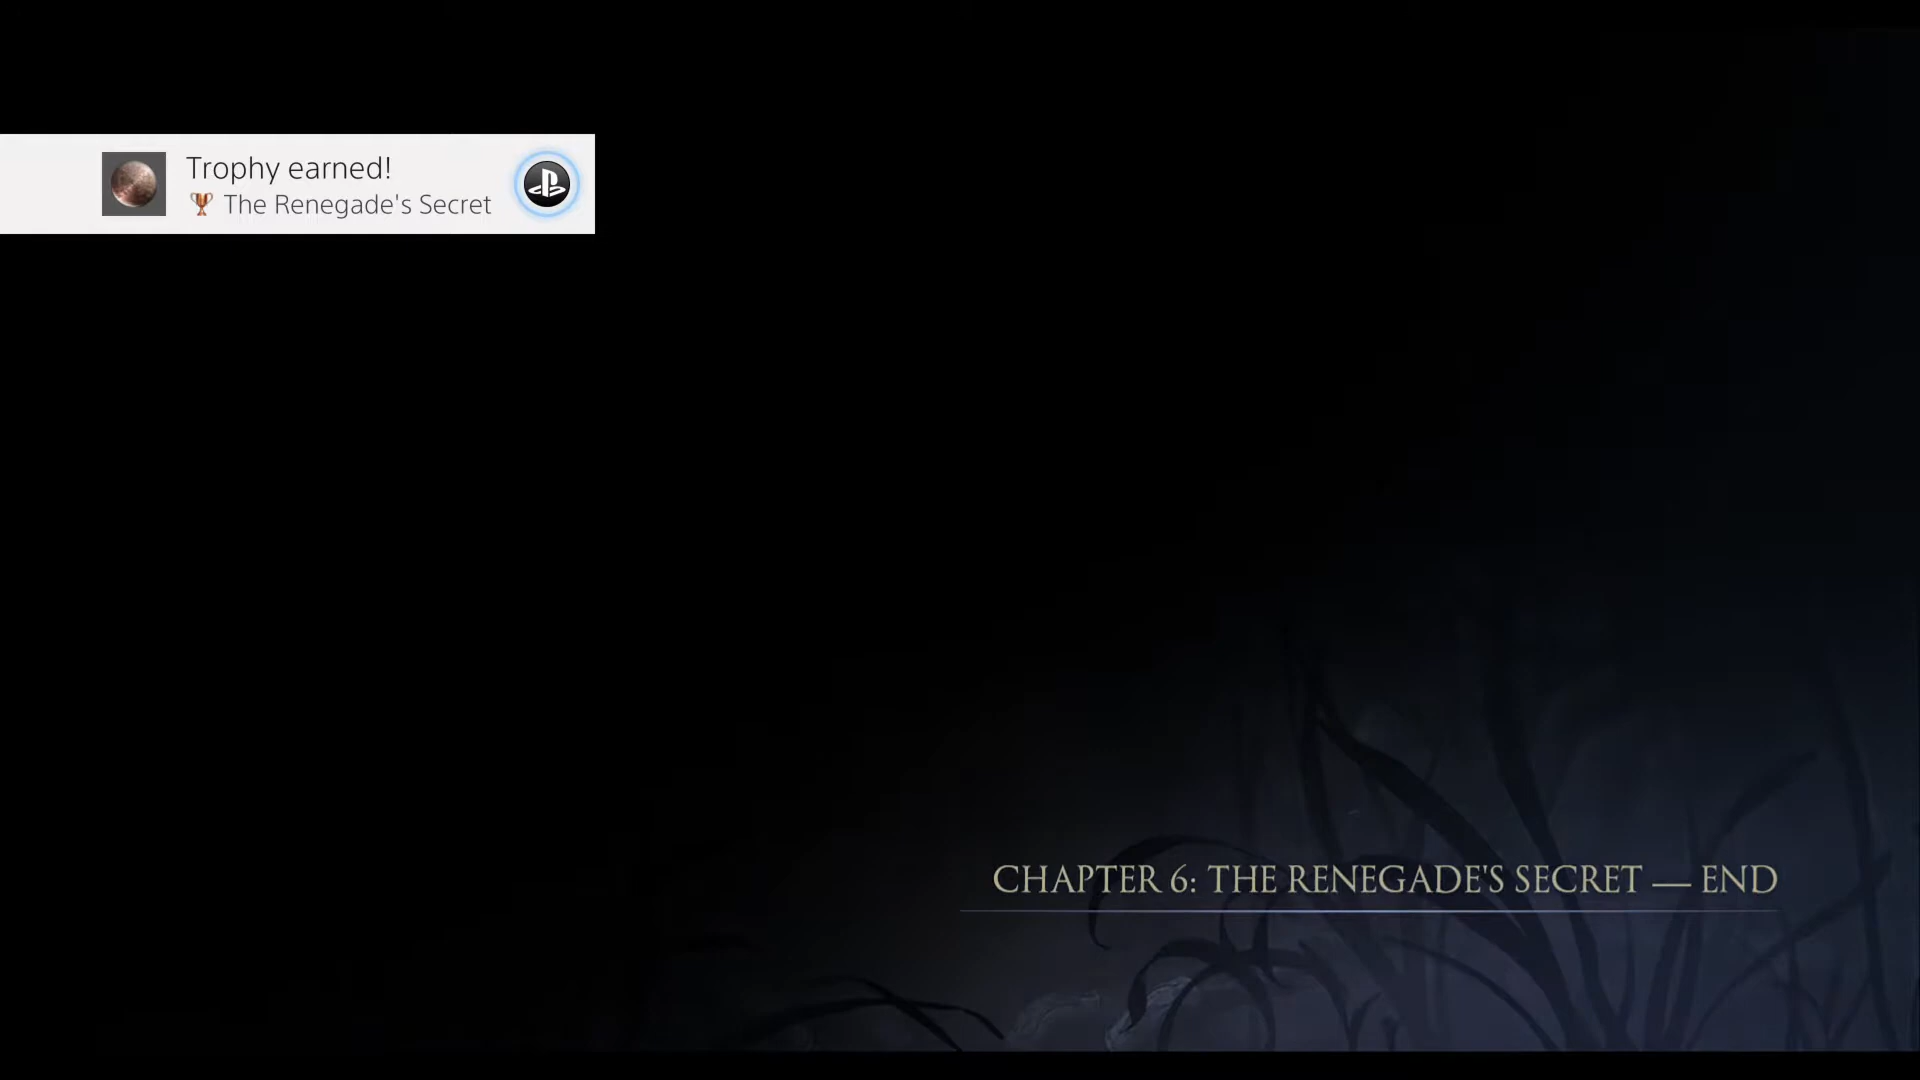 Trophy earned!
The Renegade's Secret
CHAPTER 6: THE RENEGADE'S SECRET — END